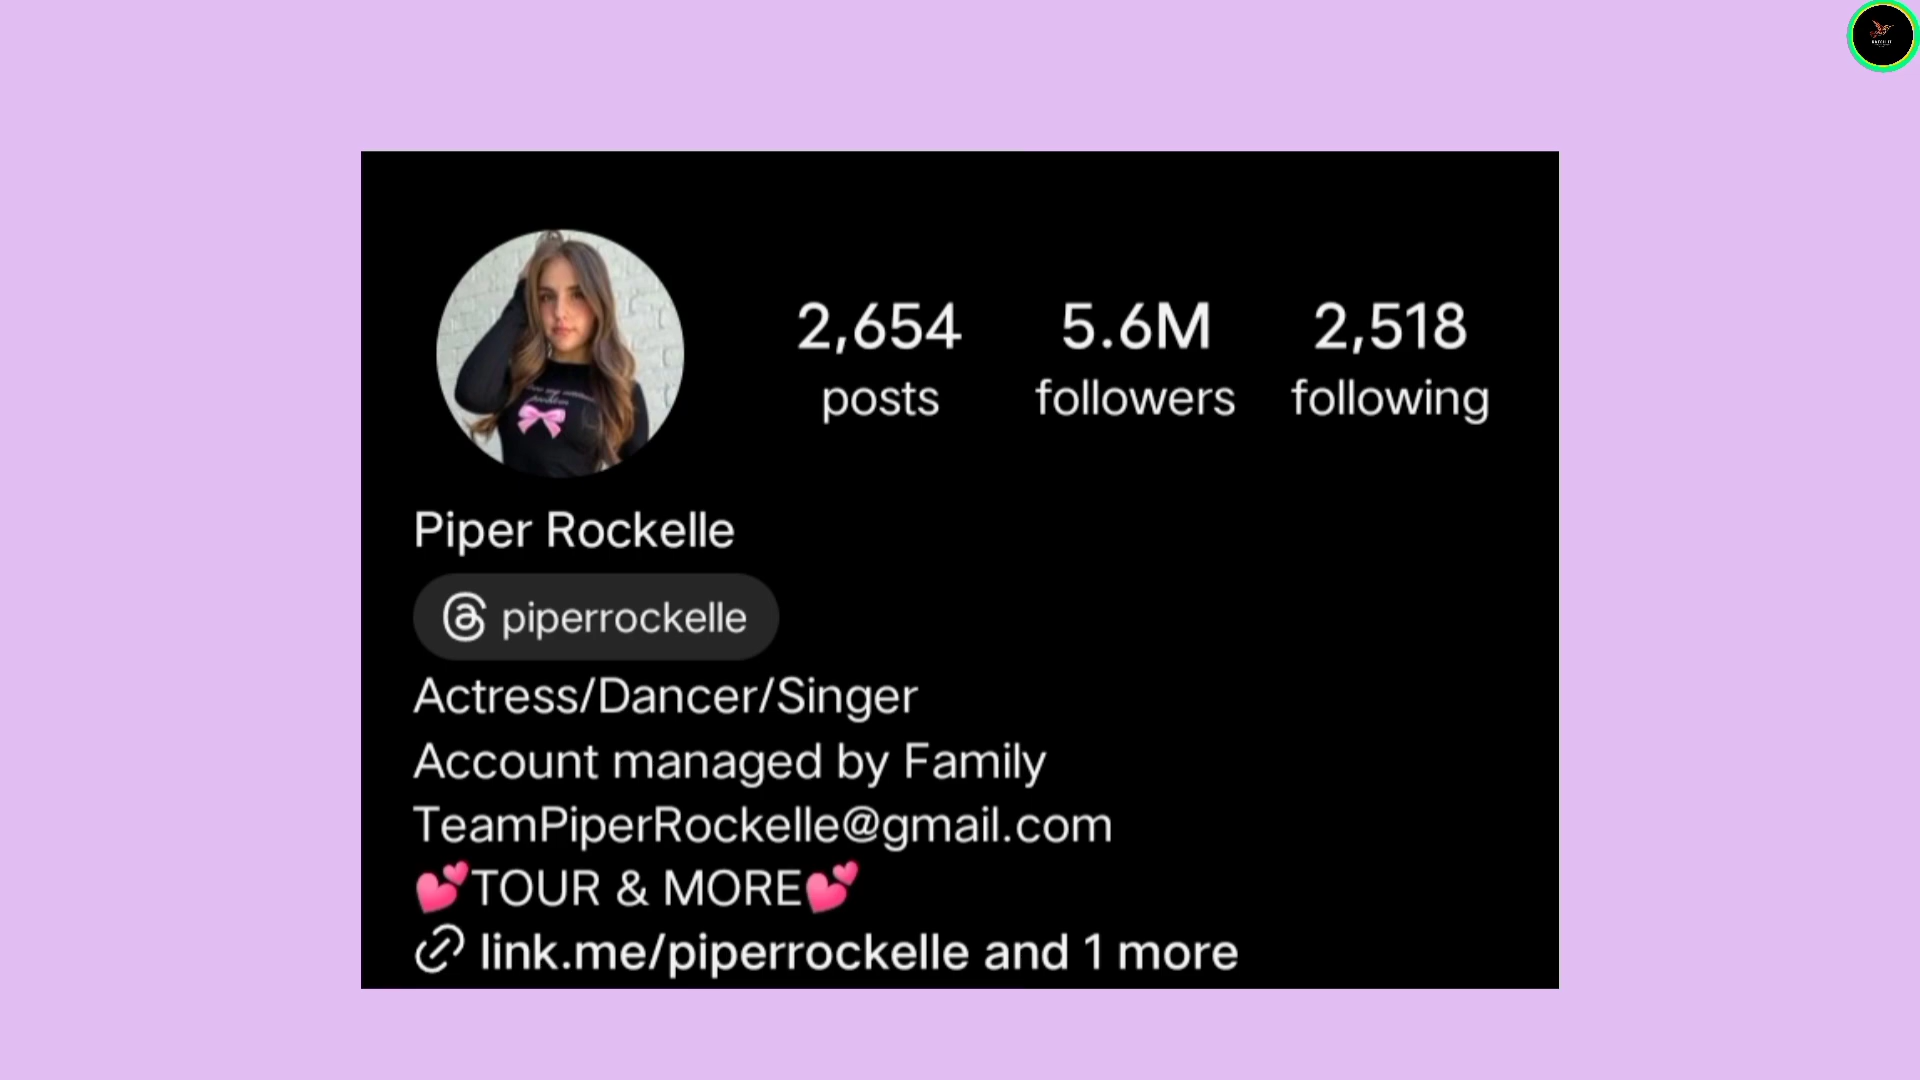 2,654 5.6M 2,518
posts followers following
Piper Rockelle
piperrockelle
Actress/Dancer/Singer
Account managed by Family
TeamPiperRockelle@gmail.com
💕TOUR & MORE💕
link.me/piperrockelle and 1 more